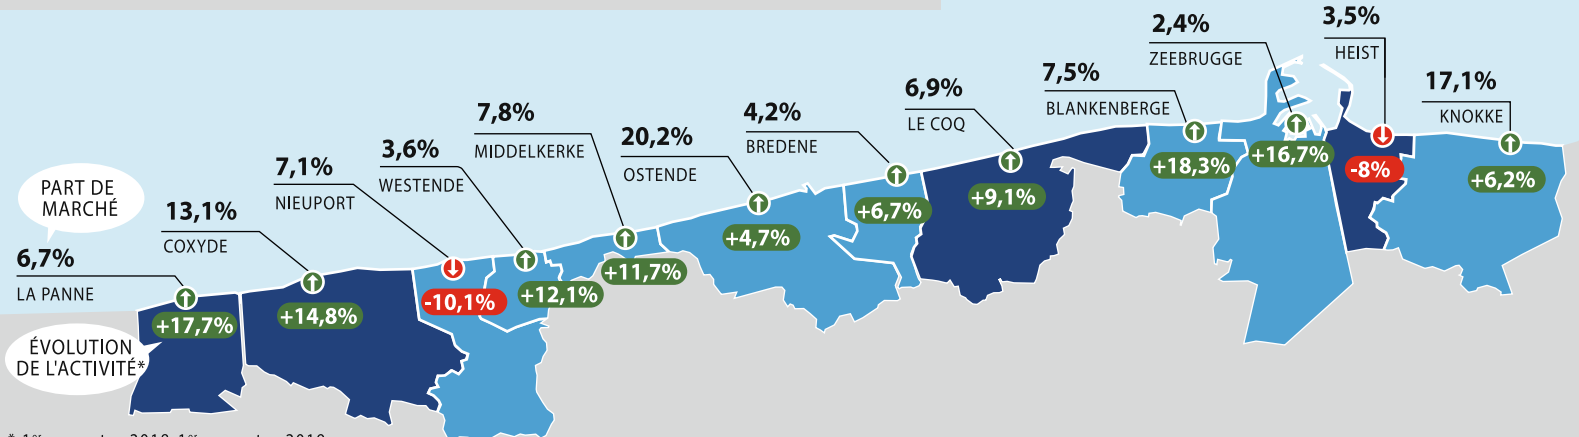 PART DE
MARCHÉ
6,7%
LA PANNE
+17,7%
ÉVOLUTION
DE L'ACTIVITÉ*
13,1%
COXYDE
+14,8%
7,1%
NIEUPORT
-10,1%
3,6%
WESTENDE
+12,1%
7,8%
MIDDELKERKE
+11,7%
20,2%
OSTENDE
+4,7%
4,2%
BREDENE
+6,7%
6,9%
LE COQ
+9,1%
7,5%
BLANKENBERGE
+18,3%
2,4%
ZEEBRUGGE
+16,7%
3,5%
HEIST
-8%
17,1%
KNOKKE
+6,2%